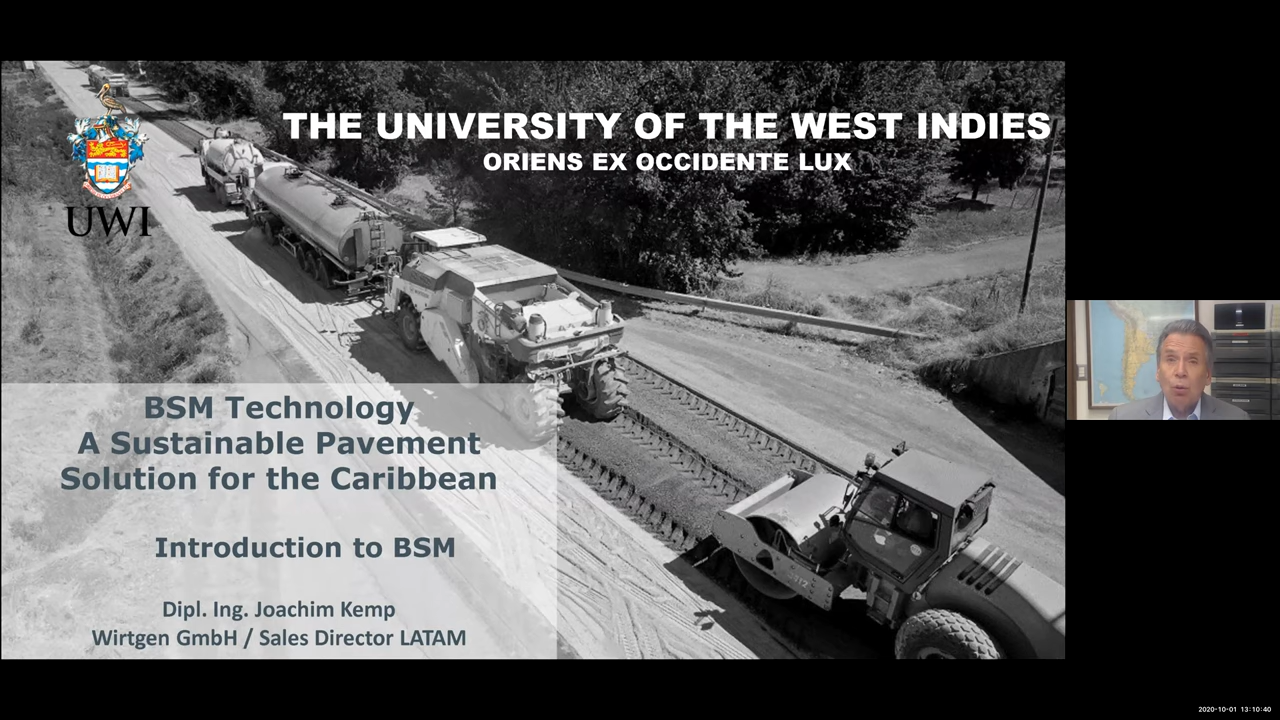 THE UNIVERSITY OF THE WEST INDIES
ORIENS EX OCCIDENTE LUX
UWI
BSM Technology
A Sustainable Pavement
Solution for the Caribbean
Introduction to BSM
Dipl. Ing. Joachim Kemp
Wirtgen GmbH / Sales Director LATAM
2020-10-01 13:10:40